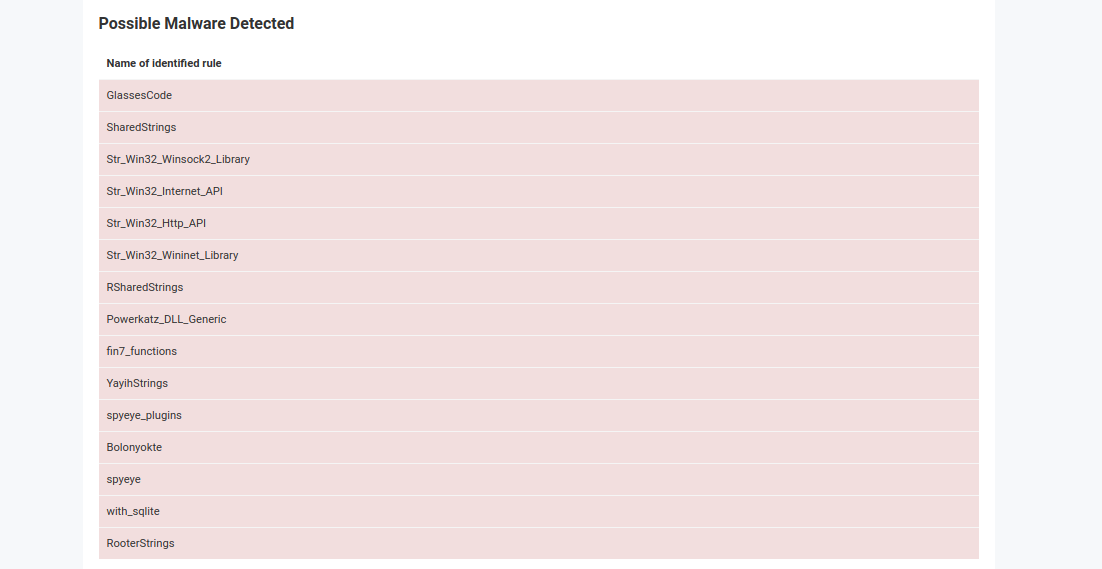 Possible Malware Detected
Name of identified rule
GlassesCode
SharedStrings
Str_Win32_Winsock2_Library
Str_Win32_Internet_API
Str_Win32_Http_API
Str_Win32_Wininet_Library
RSharedStrings
Powerkatz_DLL_Generic
fin7_functions
YayihStrings
spyeye_plugins
Bolonyokte
spyeye
with_sqlite
RooterStrings